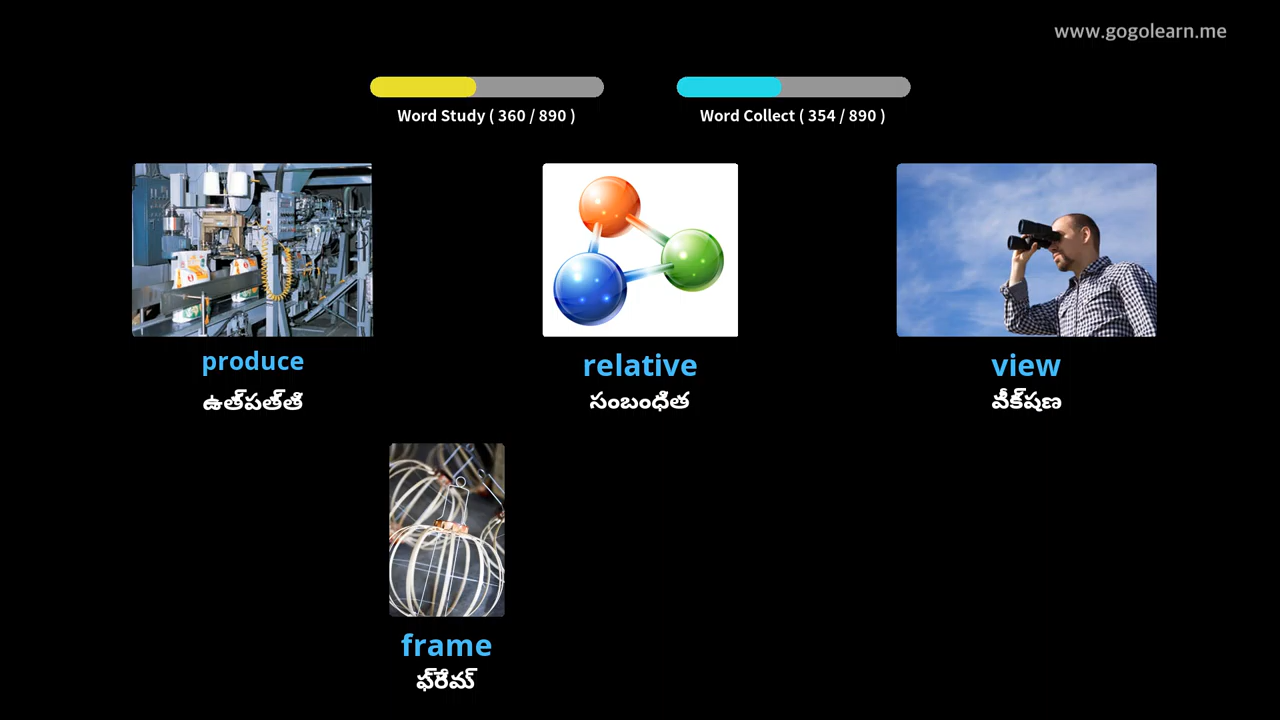 www.gogolearn.me
Word Study ( 360 / 890 )
Word Collect ( 354 / 890 )
produce
ఉత్పత్తి
relative
సంబంధిత
view
వీక్షణ
frame
ఫ్రేమ్